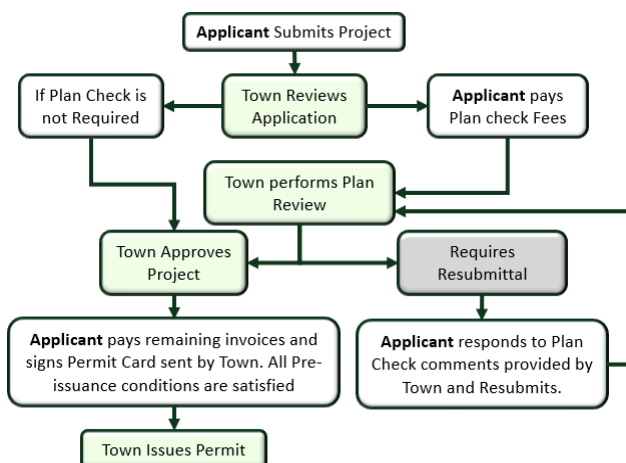 Applicant Submits Project
If Plan Check is
not Required
Town Reviews
Application
Applicant pays
Plan check Fees
Town performs Plan
Review
Town Approves
Project
Requires
Resubmittal
Applicant pays remaining invoices and
signs Permit Card sent by Town. All Pre-
issuance conditions are satisfied
Applicant responds to Plan
Check comments provided by
Town and Resubmits.
Town Issues Permit